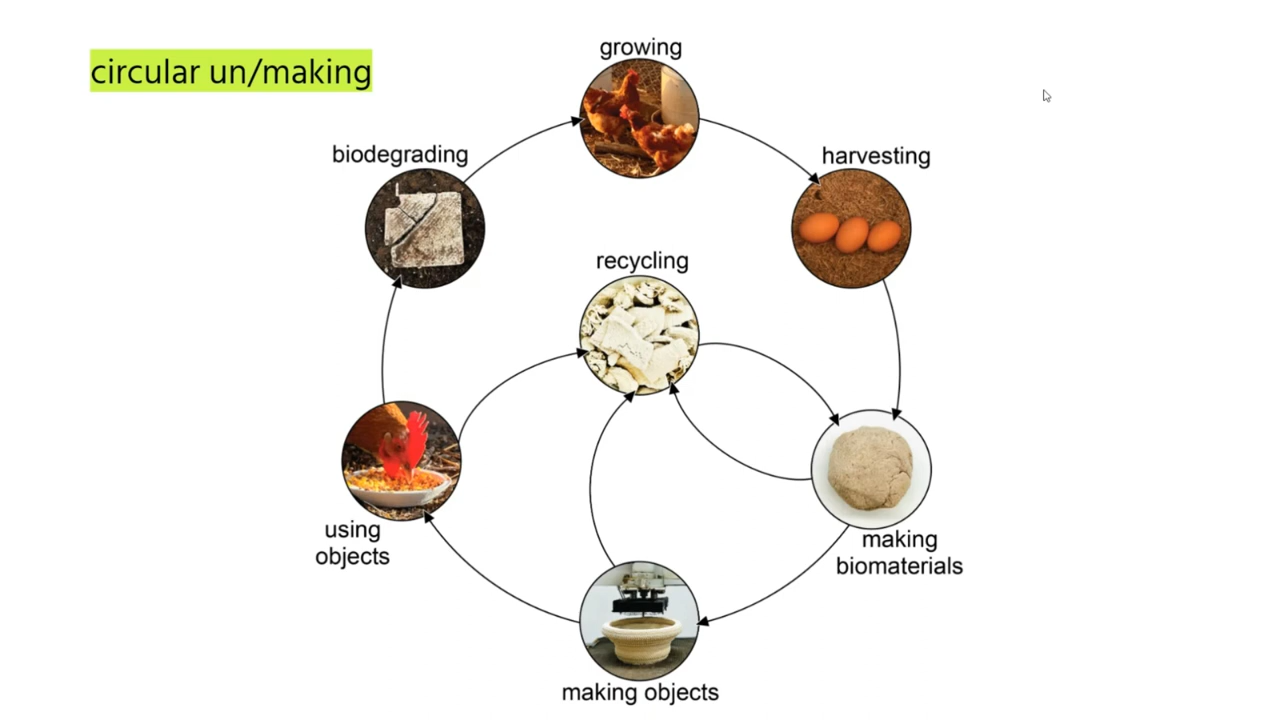 circular un/making
growing
biodegrading
harvesting
recycling
using
objects
making
biomaterials
making objects